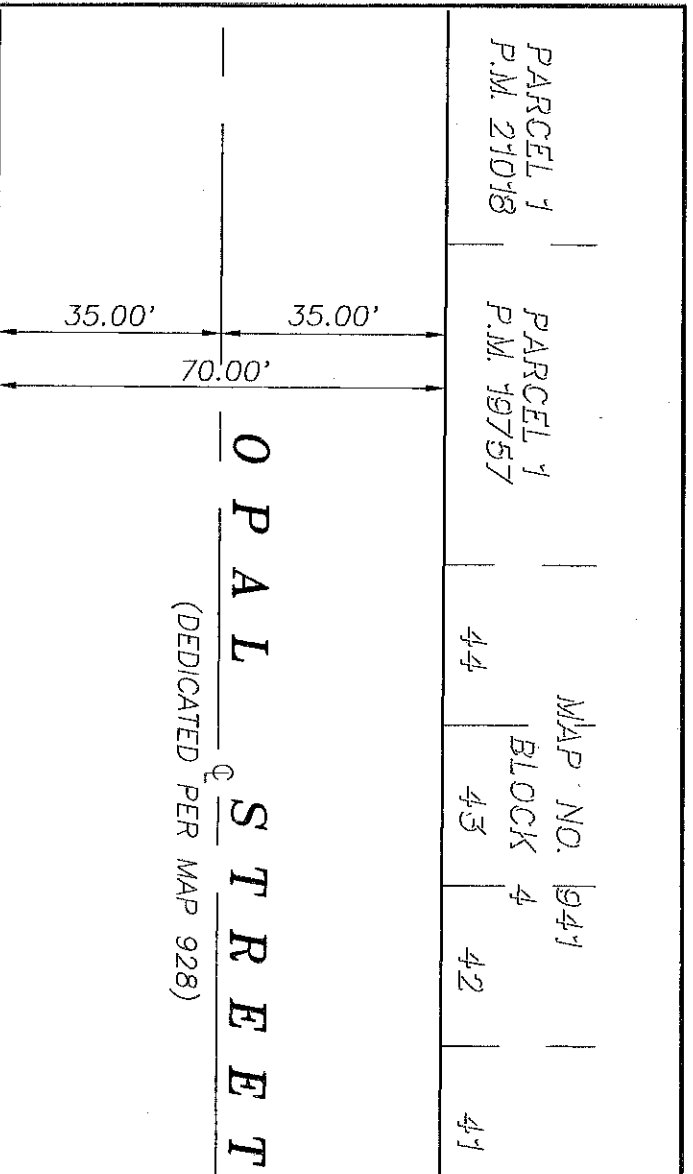 PARCEL 1
P.M. 21018
PARCEL 1
P.M. 19757
MAP NO. 941
BLOCK 4
44
43
42
41
35.00'
35.00'
70.00'
OPAL STREET
℄
(DEDICATED PER MAP 928)